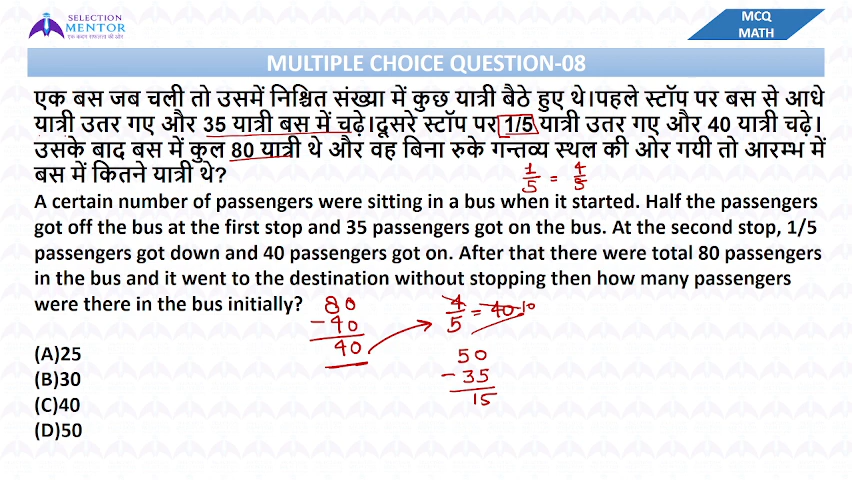 SELECTION
MENTOR
एक कदम सफलता की ओर
MCQ
MATH
MULTIPLE CHOICE QUESTION-08
एक बस जब चली तो उसमें निश्चित संख्या में कुछ यात्री बैठे हुए थे।पहले स्टॉप पर बस से आधे
यात्री उतर गए और 35 यात्री बस में चढ़े।दूसरे स्टॉप पर 1/5 यात्री उतर गए और 40 यात्री चढ़े।
उसके बाद बस में कुल 80 यात्री थे और वह बिना रुके गन्तव्य स्थल की ओर गयी तो आरम्भ में
बस में कितने यात्री थे?
1/5 = 4/5
A certain number of passengers were sitting in a bus when it started. Half the passengers
got off the bus at the first stop and 35 passengers got on the bus. At the second stop, 1/5
passengers got down and 40 passengers got on. After that there were total 80 passengers
in the bus and it went to the destination without stopping then how many passengers
were there in the bus initially?
80
- 40
40
4/5 = 40 10
50
- 35
15
(A)25
(B)30
(C)40
(D)50